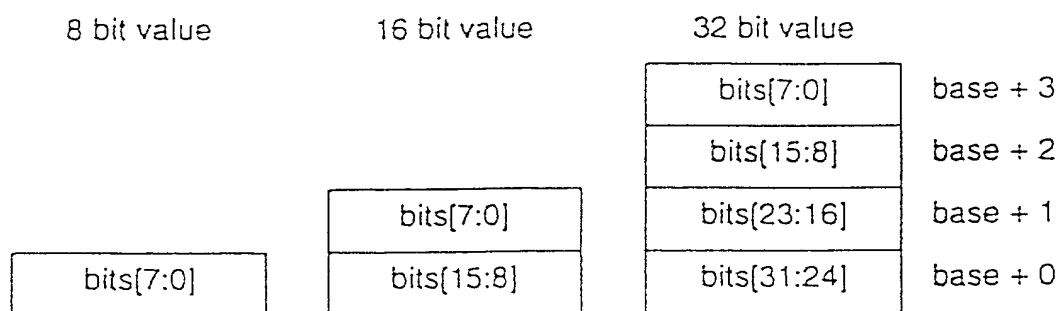 8 bit value 16 bit value 32 bit value
bits[7:0] base + 3
bits[15:8] base + 2
bits[7:0] bits[23:16] base + 1
bits[7:0] bits[15:8] bits[31:24] base + 0